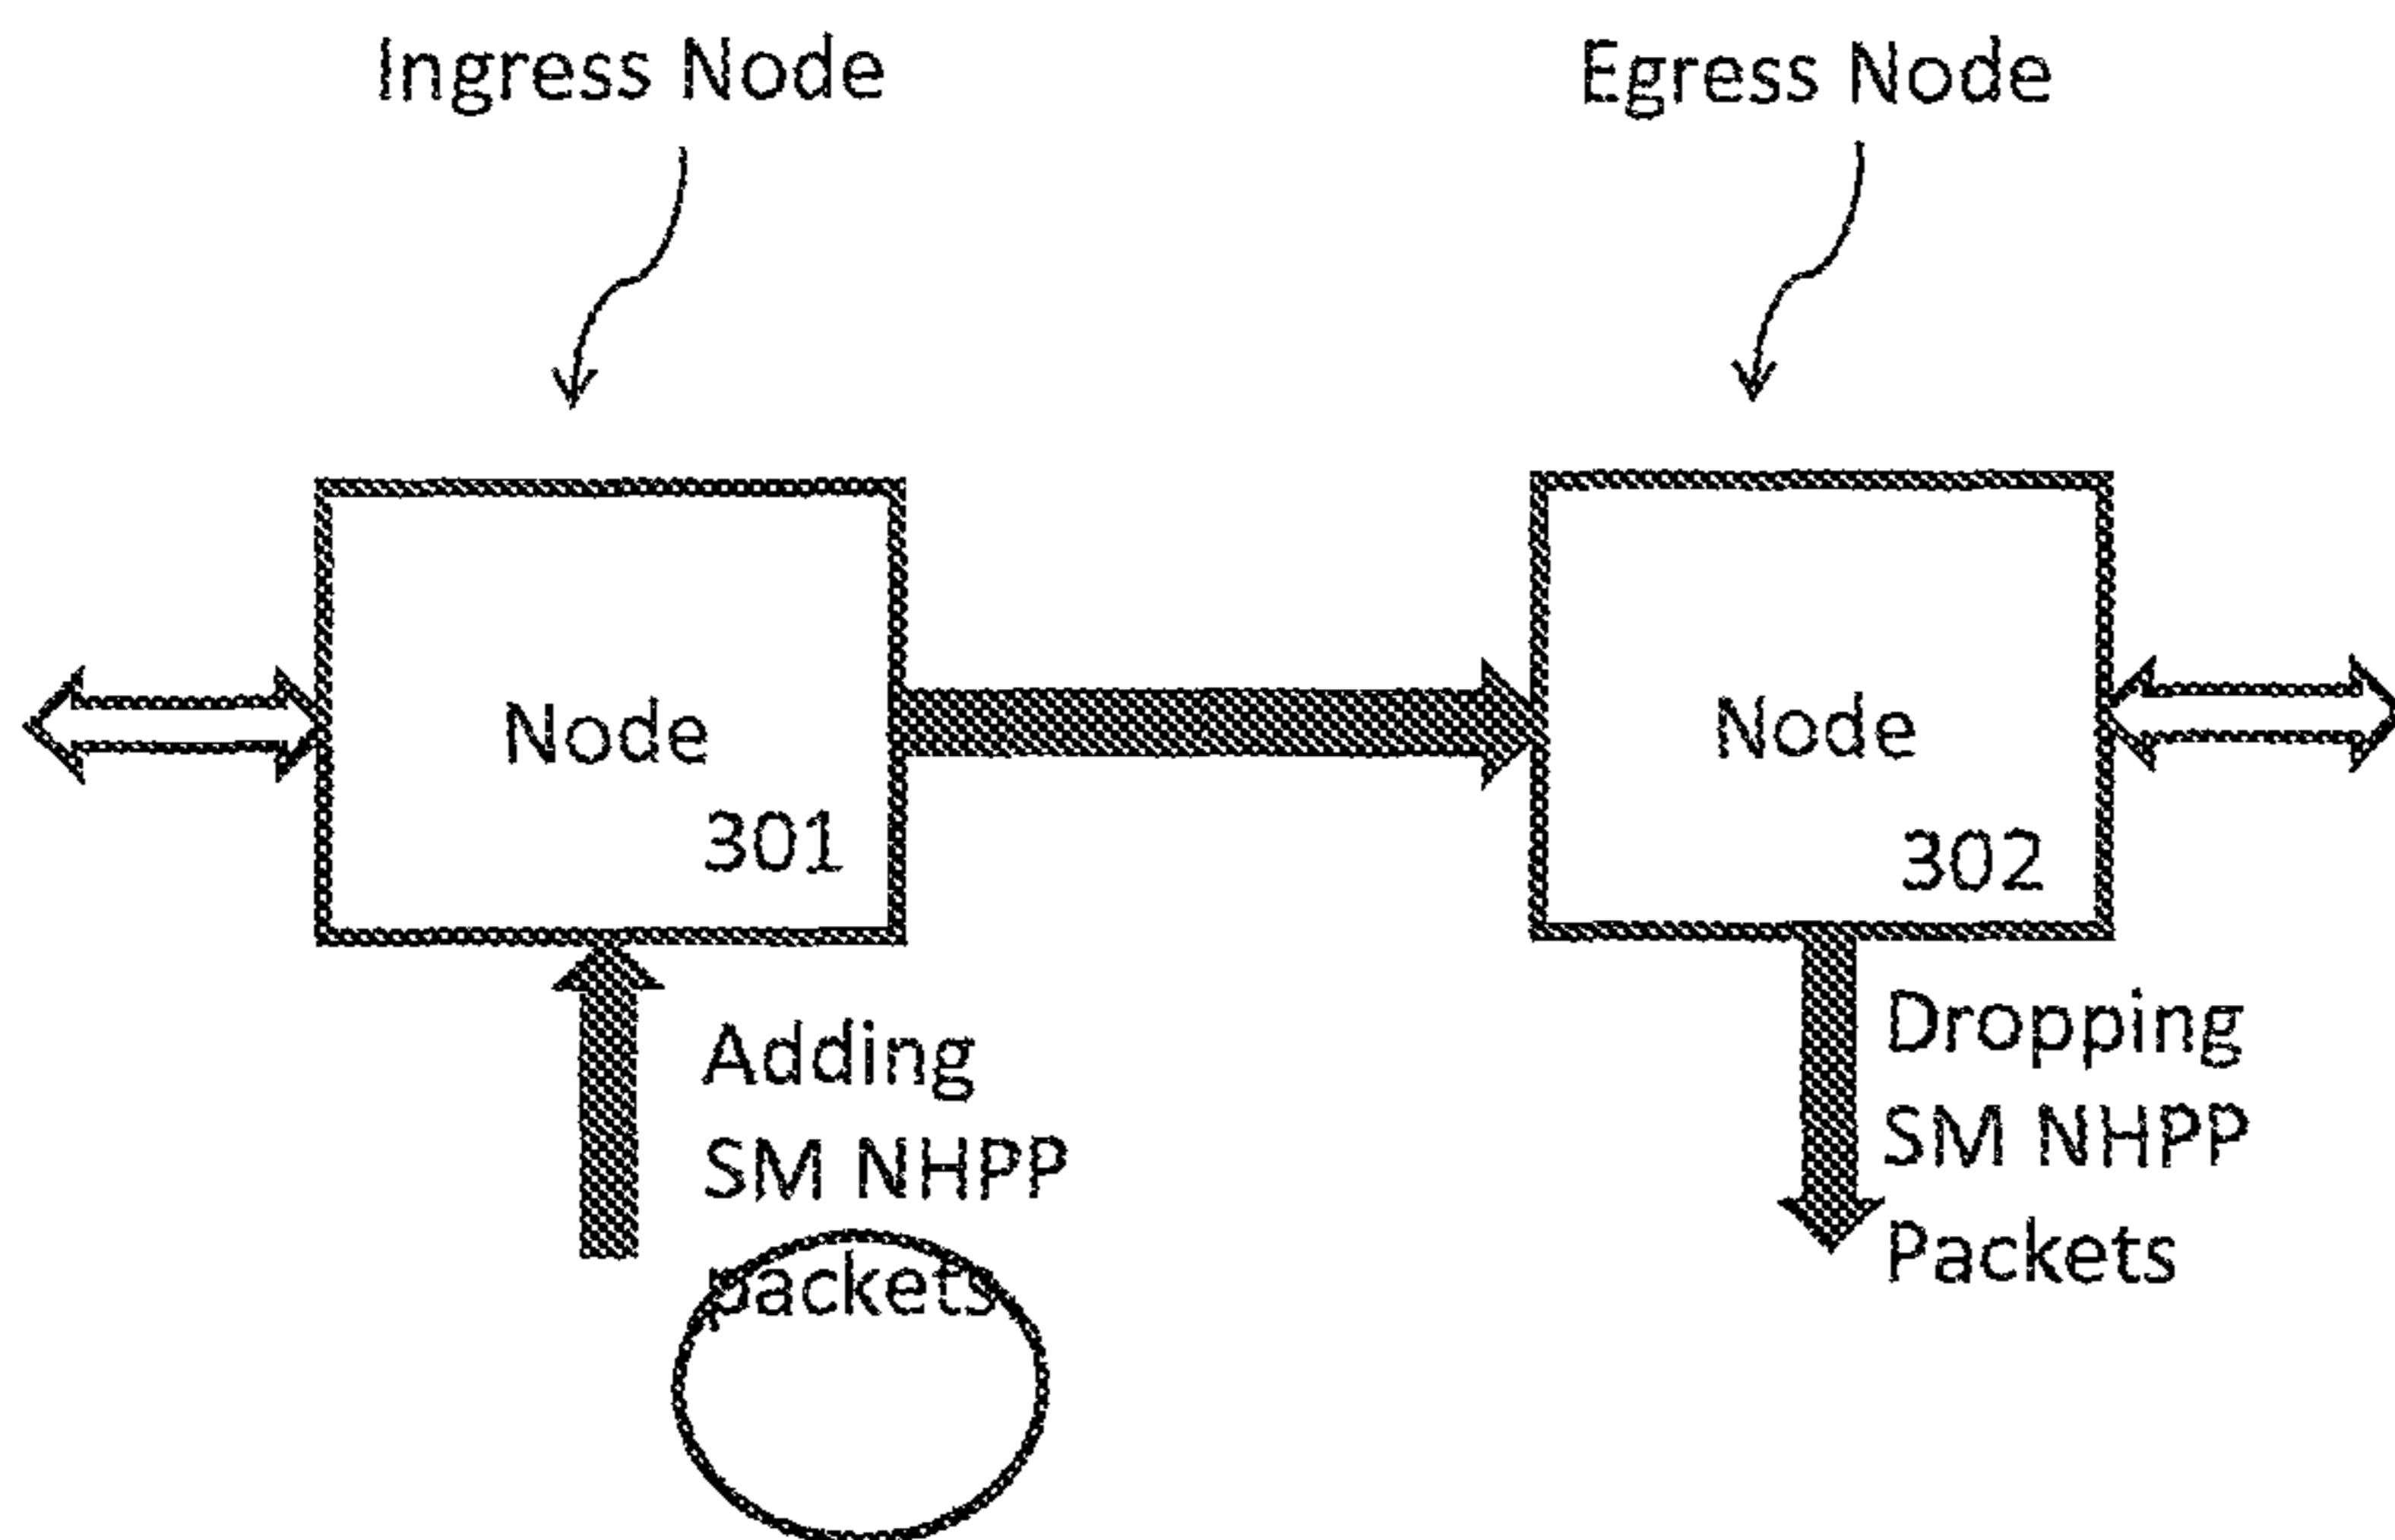 Ingress Node
Egress Node
Node
301
Node
302
Adding
SM NHPP
packets
Dropping
SM NHPP
Packets